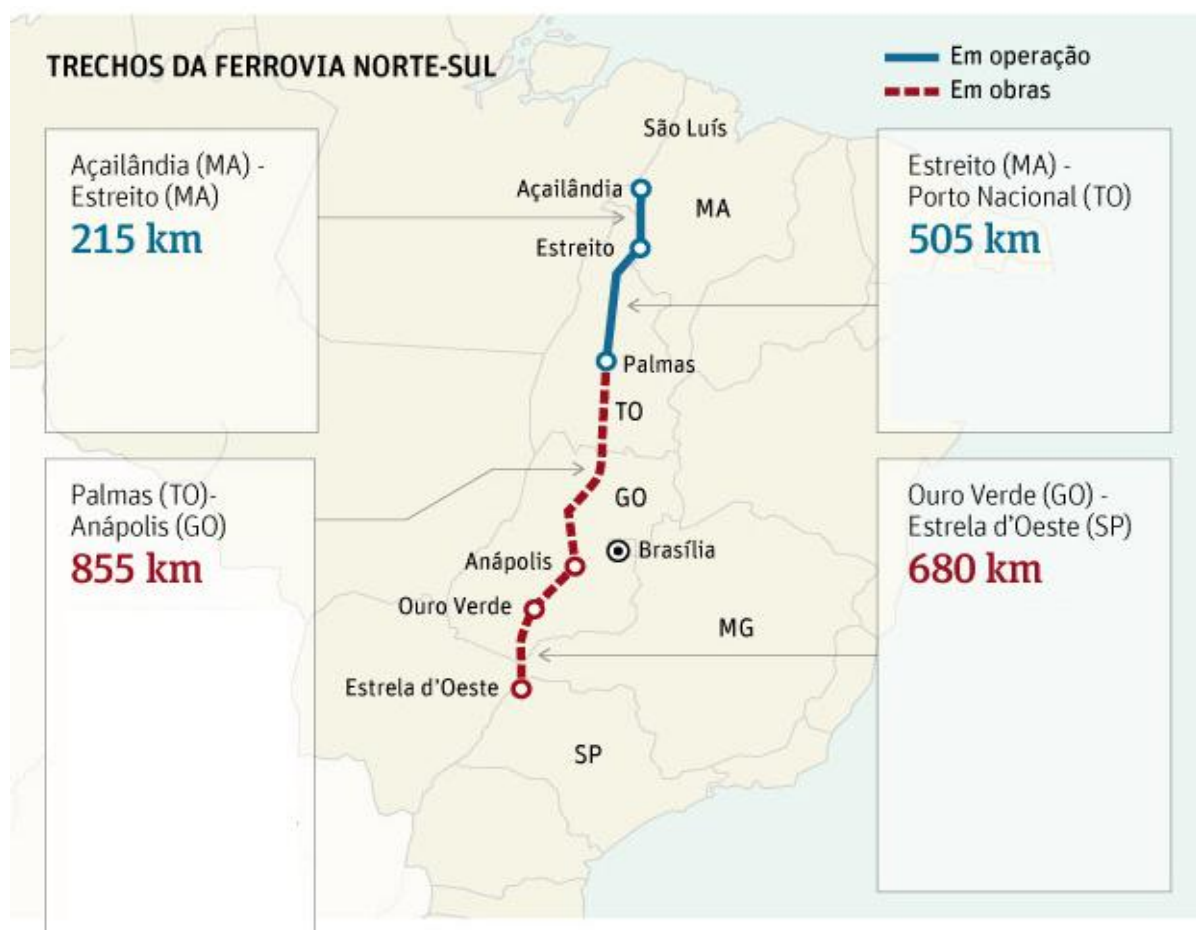 TRECHOS DA FERROVIA NORTE-SUL
Em operação
Em obras
Açailândia (MA) -
Estreito (MA)
215 km
Estreito (MA) -
Porto Nacional (TO)
505 km
Palmas (TO)-
Anápolis (GO)
855 km
Ouro Verde (GO) -
Estrela d'Oeste (SP)
680 km
São Luís
Açailândia
MA
Estreito
Palmas
TO
GO
Brasília
Anápolis
Ouro Verde
MG
Estrela d'Oeste
SP